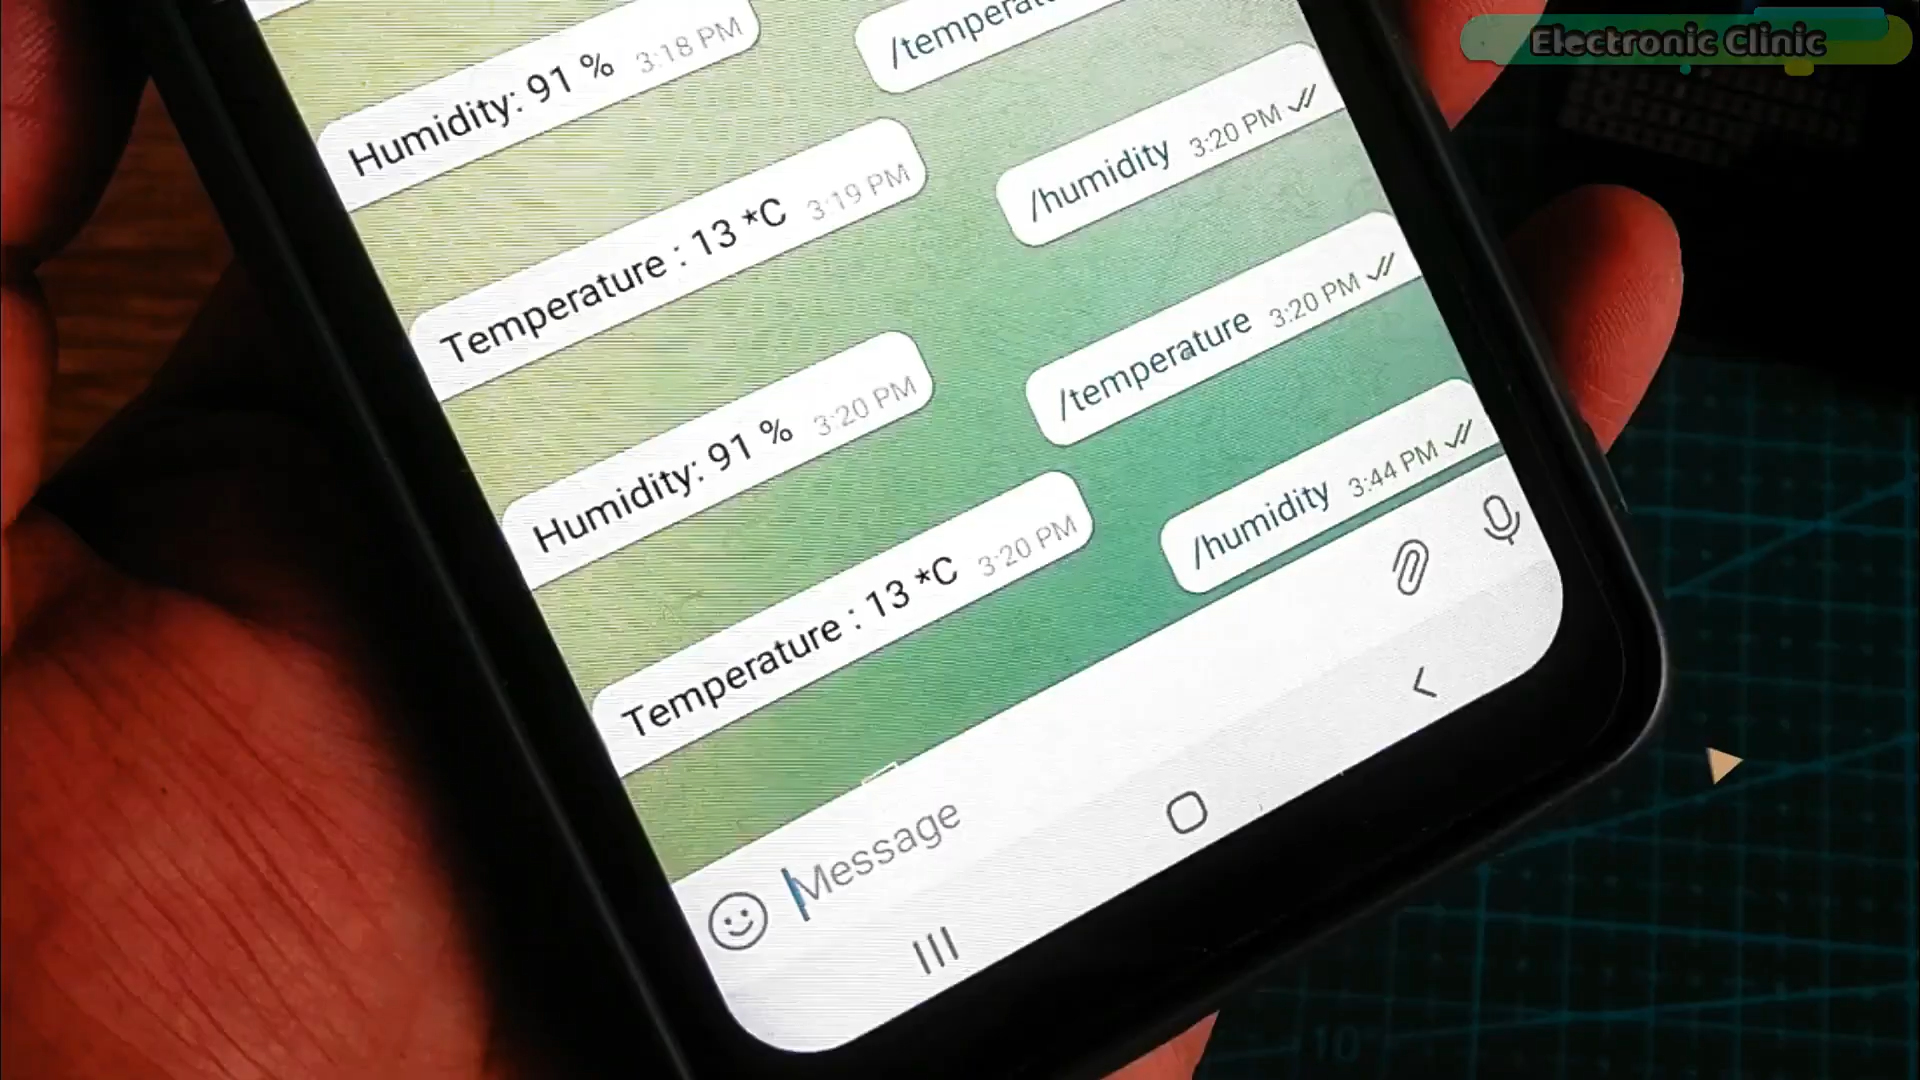 Electronic Clinic
Humidity: 91 % 3:18 PM
Temperature : 13 *C 3:19 PM
/humidity 3:20 PM
Humidity: 91 % 3:20 PM
/temperature 3:20 PM
Temperature : 13 *C 3:20 PM
/humidity 3:44 PM
Message
10°